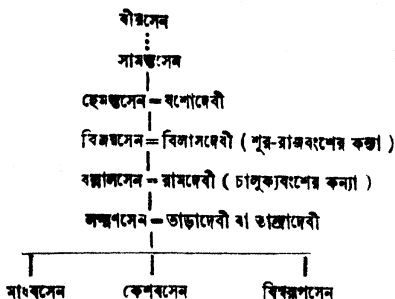 বীরসেন
সামন্তসেন
হেমন্তসেন = যশোদেবী
বিজয়সেন = বিলাসদেবী ( শূর-রাজবংশের কন্যা )
বল্লালসেন = রামদেবী ( চালুক্যবংশের কন্যা )
লক্ষ্মণসেন = তাড়াদেবী বা তান্দ্রাদেবী
মাধবসেন কেশবসেন বিশ্বরূপসেন